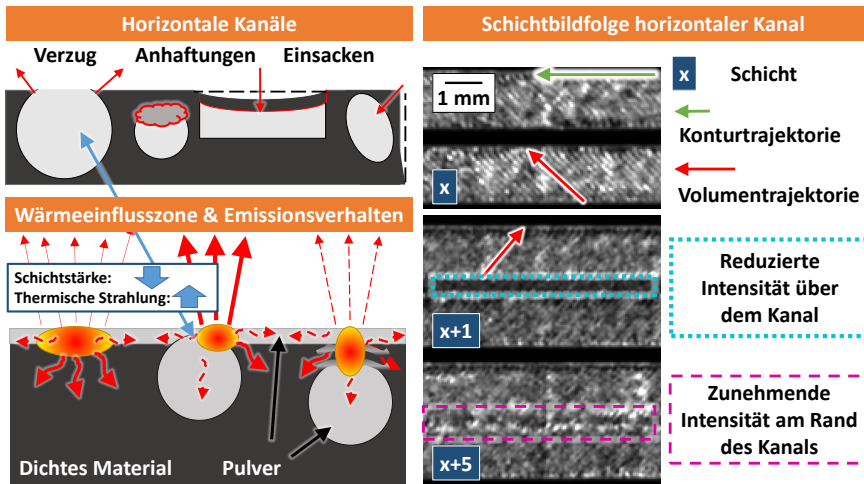 Horizontale Kanäle
Verzug Anhaftungen Einsacken
Wärmeeinflusszone & Emissionsverhalten
Schichtstärke:
Thermische Strahlung:
Dichtes Material
Pulver
Schichtbildfolge horizontaler Kanal
1 mm
x
x+1
x+5
x Schicht
Konturtrajektorie
Volumentrajektorie
Reduzierte
Intensität über
dem Kanal
Zunehmende
Intensität am Rand
des Kanals